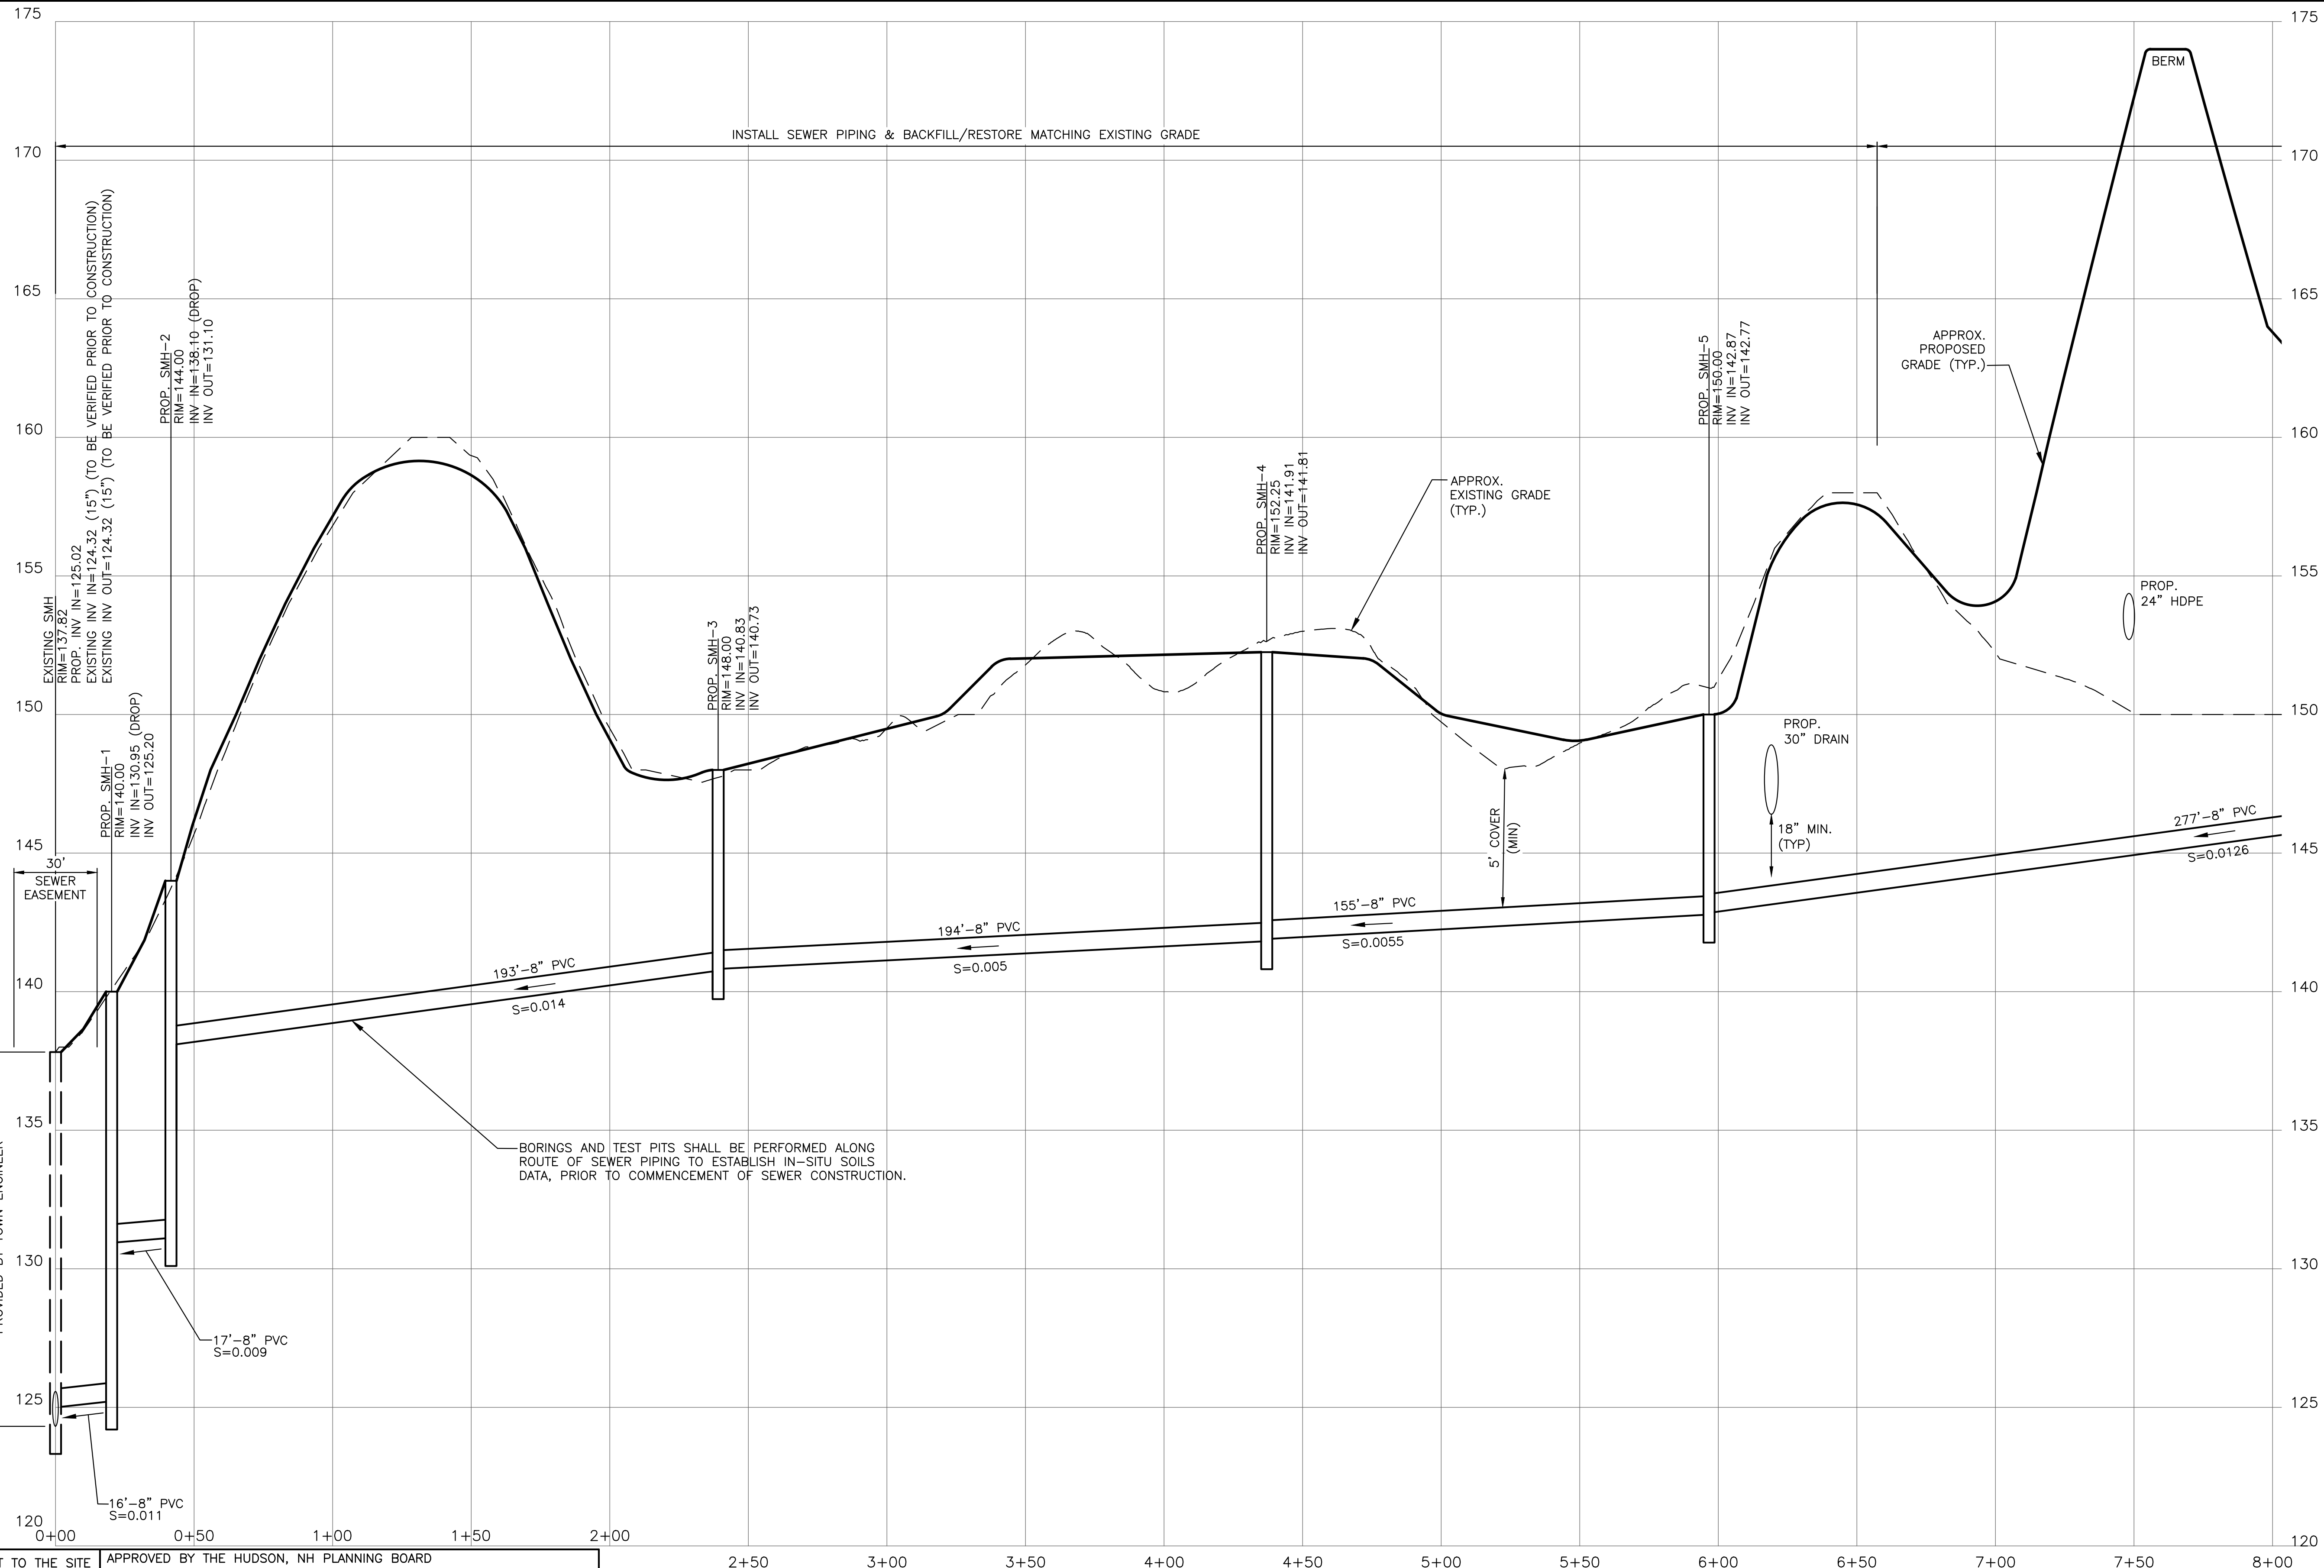 175
175
BERM
INSTALL SEWER PIPING & BACKFILL/RESTORE MATCHING EXISTING GRADE
170
170
165
165
160
160
155
155
150
150
145
145
140
140
135
135
130
130
125
125
120
120
EXISTING SMH
RIM=137.82
PROP. INV IN=125.02
EXISTING INV IN=124.32 (15") (TO BE VERIFIED PRIOR TO CONSTRUCTION)
EXISTING INV OUT=124.32 (15") (TO BE VERIFIED PRIOR TO CONSTRUCTION)
PROP. SMH-1
RIM=140.00
INV IN=130.95 (DROP)
INV OUT=125.20
PROP. SMH-2
RIM=144.00
INV IN=138.10 (DROP)
INV OUT=131.10
PROP. SMH-3
RIM=148.00
INV IN=140.83
INV OUT=140.73
PROP. SMH-4
RIM=152.25
INV IN=141.91
INV OUT=141.81
PROP. SMH-5
RIM=150.00
INV IN=142.87
INV OUT=142.77
APPROX.
EXISTING GRADE
(TYP.)
APPROX.
PROPOSED
GRADE (TYP.)
PROP.
24" HDPE
PROP.
30" DRAIN
18" MIN.
(TYP)
5' COVER
(MIN)
30'
SEWER
EASEMENT
277'-8" PVC
S=0.0126
155'-8" PVC
S=0.0055
194'-8" PVC
S=0.005
193'-8" PVC
S=0.014
BORINGS AND TEST PITS SHALL BE PERFORMED ALONG
ROUTE OF SEWER PIPING TO ESTABLISH IN-SITU SOILS
DATA, PRIOR TO COMMENCEMENT OF SEWER CONSTRUCTION.
17'-8" PVC
S=0.009
16'-8" PVC
S=0.011
0+00 0+50 1+00 1+50 2+00
2+50 3+00 3+50 4+00 4+50 5+00 5+50 6+00 6+50 7+00 7+50 8+00
T TO THE SITE
APPROVED BY THE HUDSON, NH PLANNING BOARD